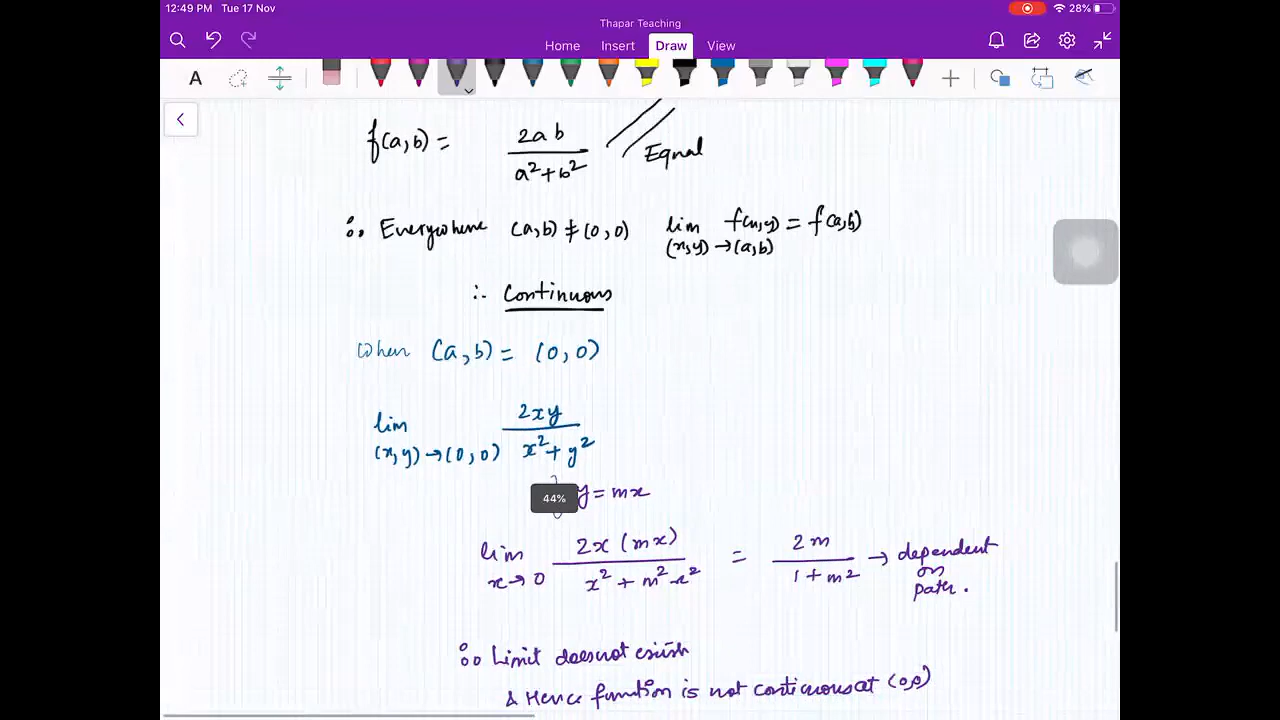 12:49 PM Tue 17 Nov
28%
Thapar Teaching
Home Insert Draw View
A
f(a,b) = 2ab / a²+b² Equal
∴ Everywhere (a,b) ≠ (0,0) lim f(x,y) = f(a,b)
(x,y)→(a,b)
∴ Continuous
When (a,b) = (0,0)
lim 2xy
(x,y)→(0,0) x²+y²
44% y = mx
lim 2x(mx) = 2m → dependent
x→0 x²+m²x² 1+m² on
path.
∴ Limit does not exist
& Hence function is not continuous at (0,0)